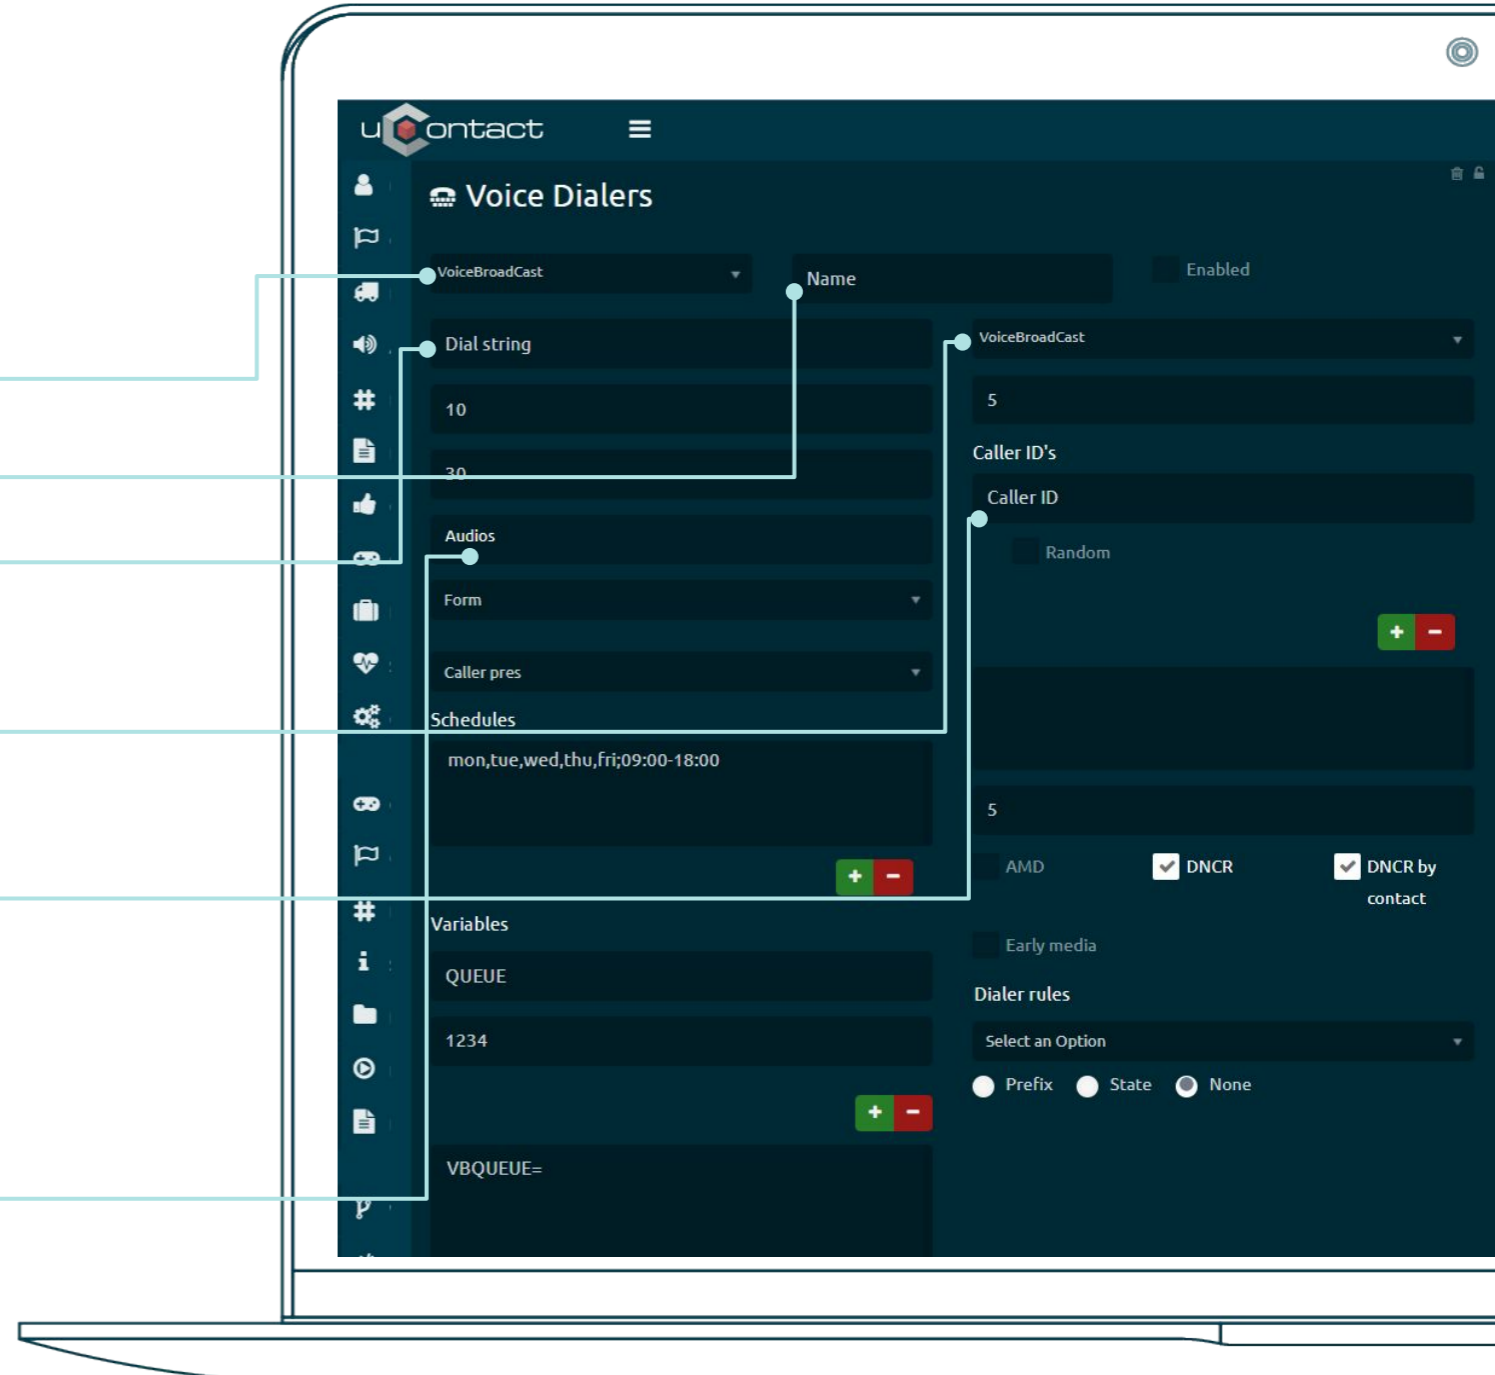 uContact
Voice Dialers
VoiceBroadCast
Name
Enabled
Dial string
10
30
Audios
Form
Caller pres
Schedules
mon,tue,wed,thu,fri;09:00-18:00
Variables
QUEUE
1234
VBQUEUE=
VoiceBroadCast
5
Caller ID's
Caller ID
Random
5
AMD
DNCR
DNCR by
contact
Early media
Dialer rules
Select an Option
Prefix
State
None